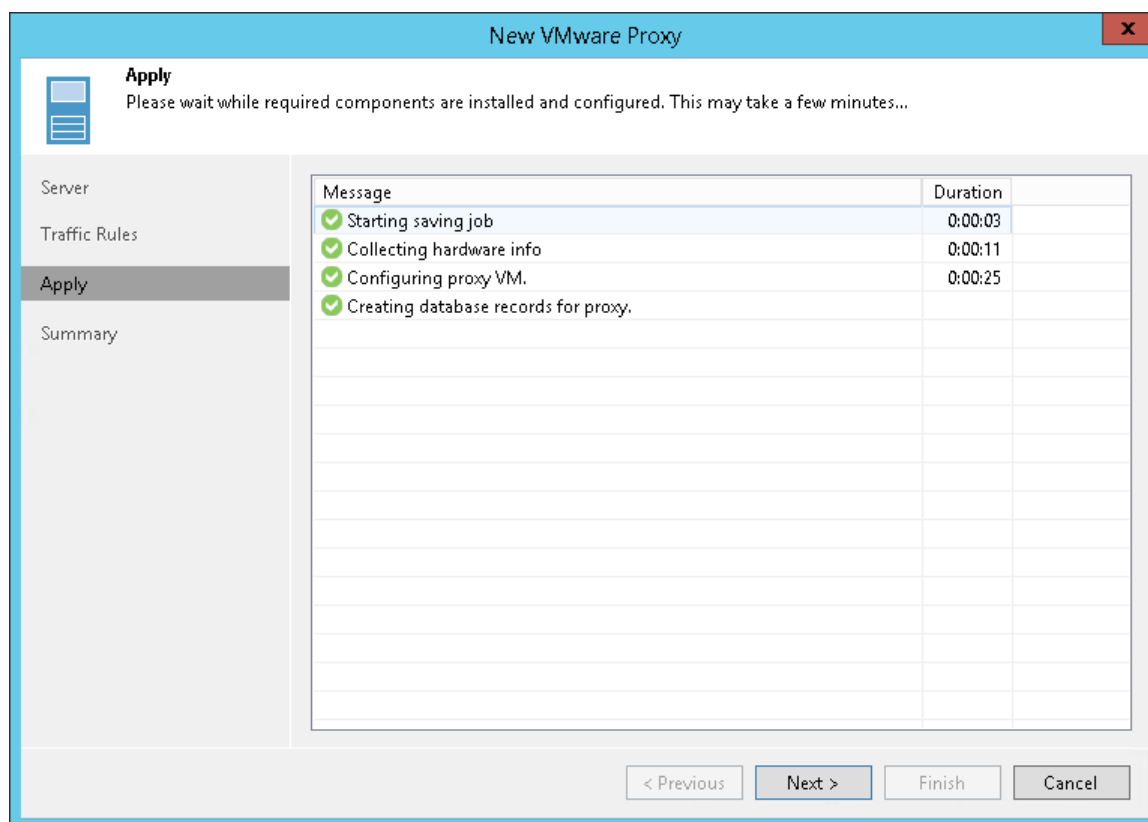 New VMware Proxy
x
Apply
Please wait while required components are installed and configured. This may take a few minutes...
Server
Traffic Rules
Apply
Summary
Message Duration
Starting saving job 0:00:03
Collecting hardware info 0:00:11
Configuring proxy VM. 0:00:25
Creating database records for proxy.
< Previous Next > Finish Cancel